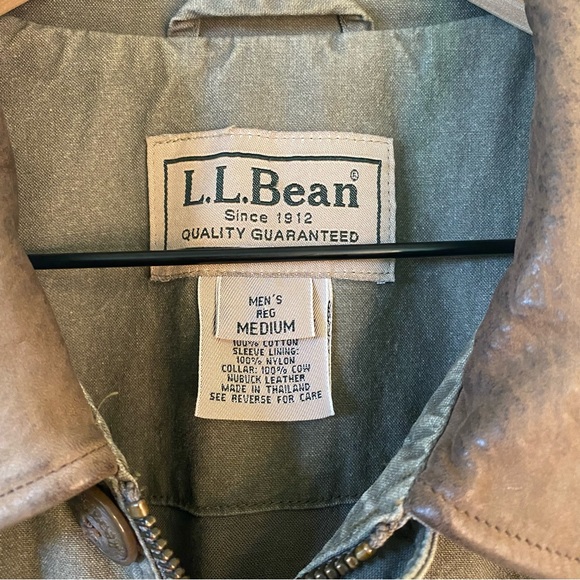 L.L.Bean®
Since 1912
QUALITY GUARANTEED
MEN'S
REG
MEDIUM
100% COTTON
SLEEVE LINING:
100% NYLON
COLLAR: 100% COW
NUBUCK LEATHER
MADE IN THAILAND
SEE REVERSE FOR CARE